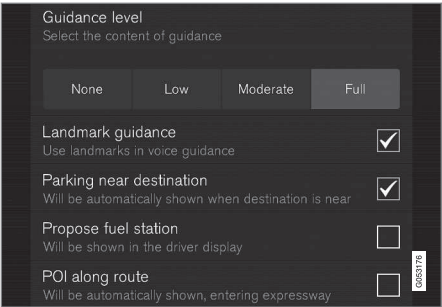 Guidance level
Select the content of guidance
None Low Moderate Full
Landmark guidance
Use landmarks in voice guidance
Parking near destination
Will be automatically shown when destination is near
Propose fuel station
Will be shown in the driver display
POI along route
Will be automatically shown, entering expressway
G053176